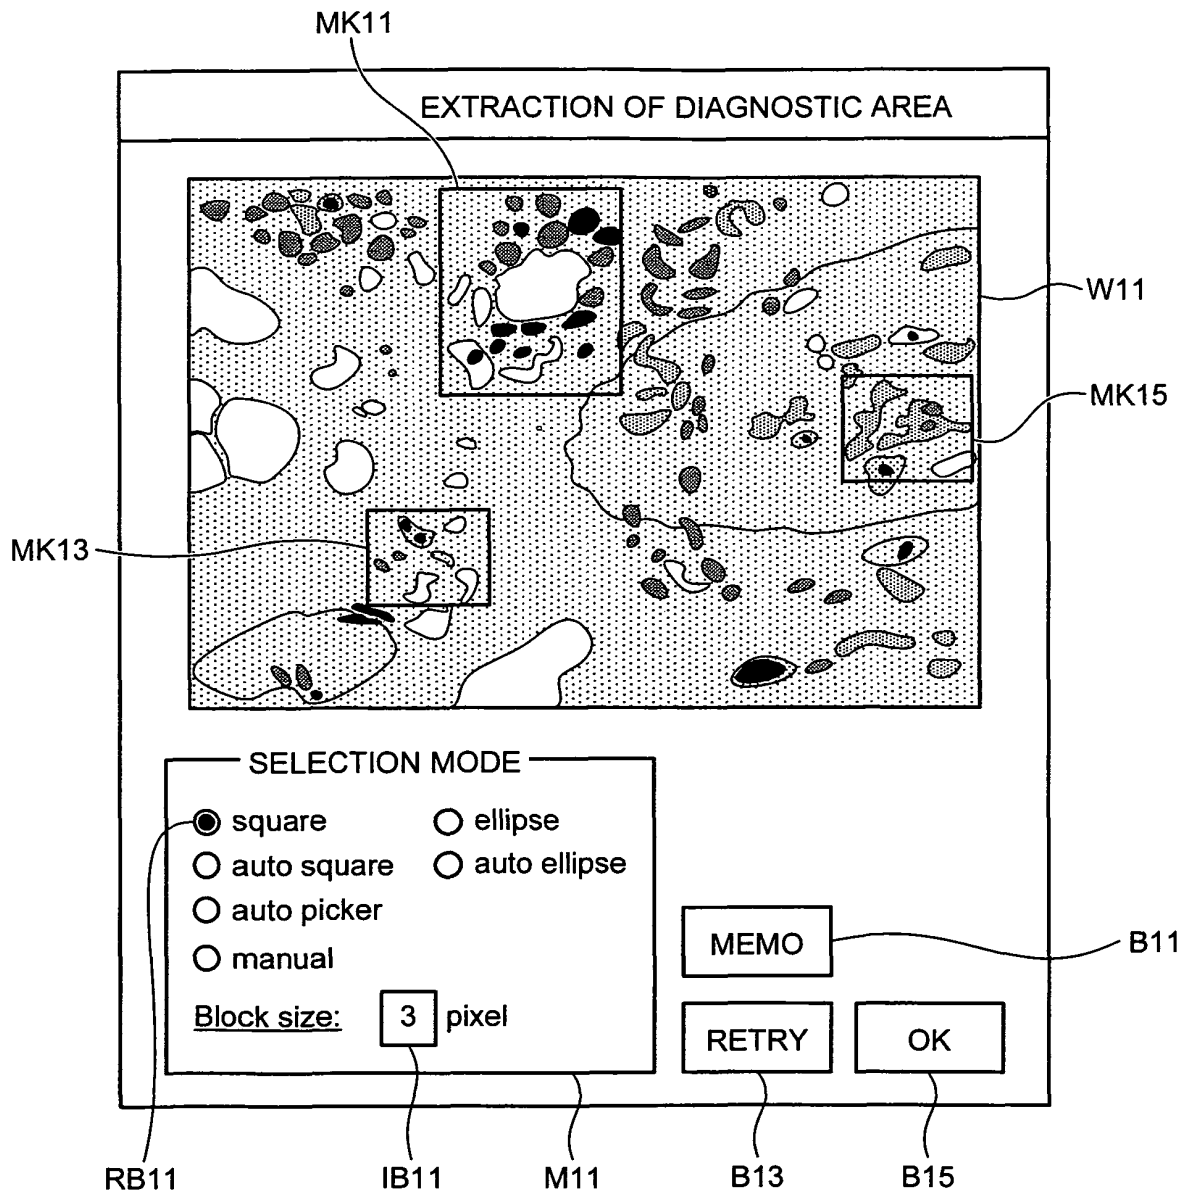 MK11
EXTRACTION OF DIAGNOSTIC AREA
W11
MK15
MK13
SELECTION MODE
square ellipse
auto square auto ellipse
auto picker
manual
MEMO
B11
Block size: 3 pixel
RETRY OK
RB11 IB11 M11 B13 B15